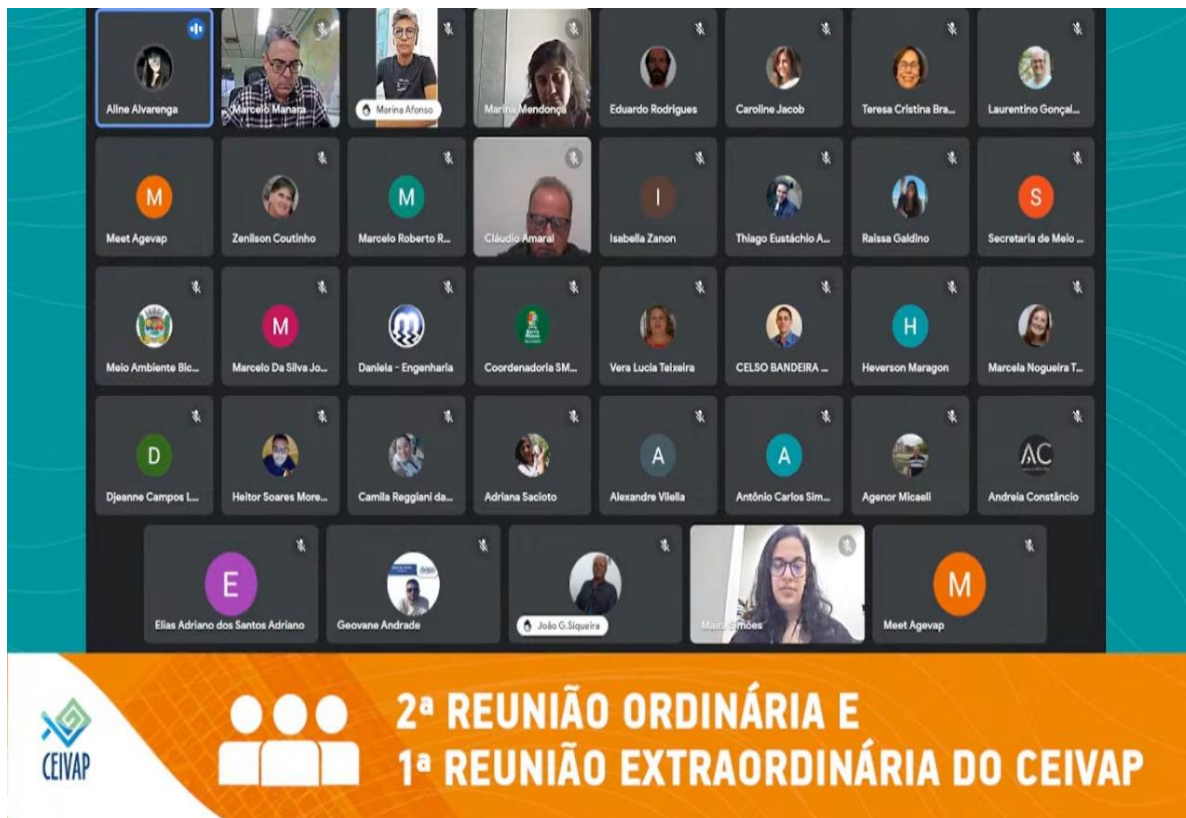 Aline Alvarenga
Marcelo Manara
Marina Afonso
Marina Mendonça
Eduardo Rodrigues
Caroline Jacob
Teresa Cristina Bra...
Laurentino Gonçal...
M
Meet Agevap
Zenilson Coutinho
M
Marcelo Roberto R...
Cláudio Amaral
I
Isabella Zanon
Thiago Eustáchio A...
Raissa Galdino
S
Secretaria de Meio ...
Meio Ambiente Bic...
M
Marcelo Da Silva Jo...
Daniela - Engenharia
Coordenadoria SM...
Vera Lucia Teixeira
CELSO BANDEIRA ...
H
Heverson Maragon
Marcela Nogueira T...
D
Djeanne Campos L...
Heitor Soares More...
Camila Reggiani da...
Adriana Sacioto
A
Alexandre Vilella
A
Antônio Carlos Sim...
Agenor Micaeli
AC
Andreia Constâncio
E
Elias Adriano dos Santos Adriano
Geovane Andrade
João G.Siqueira
Maira Simões
M
Meet Agevap
CEIVAP
2ª REUNIÃO ORDINÁRIA E
1ª REUNIÃO EXTRAORDINÁRIA DO CEIVAP